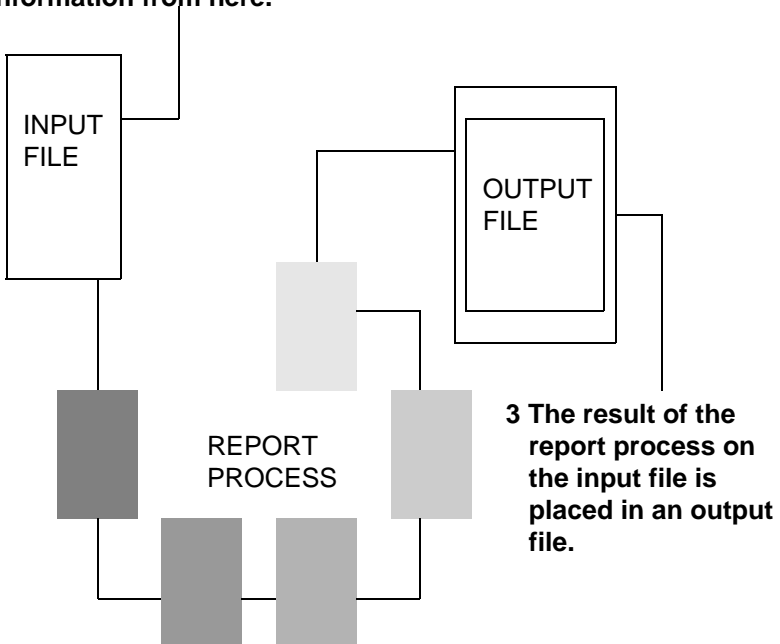 information from here.
INPUT
FILE
OUTPUT
FILE
REPORT
PROCESS
3 The result of the
report process on
the input file is
placed in an output
file.